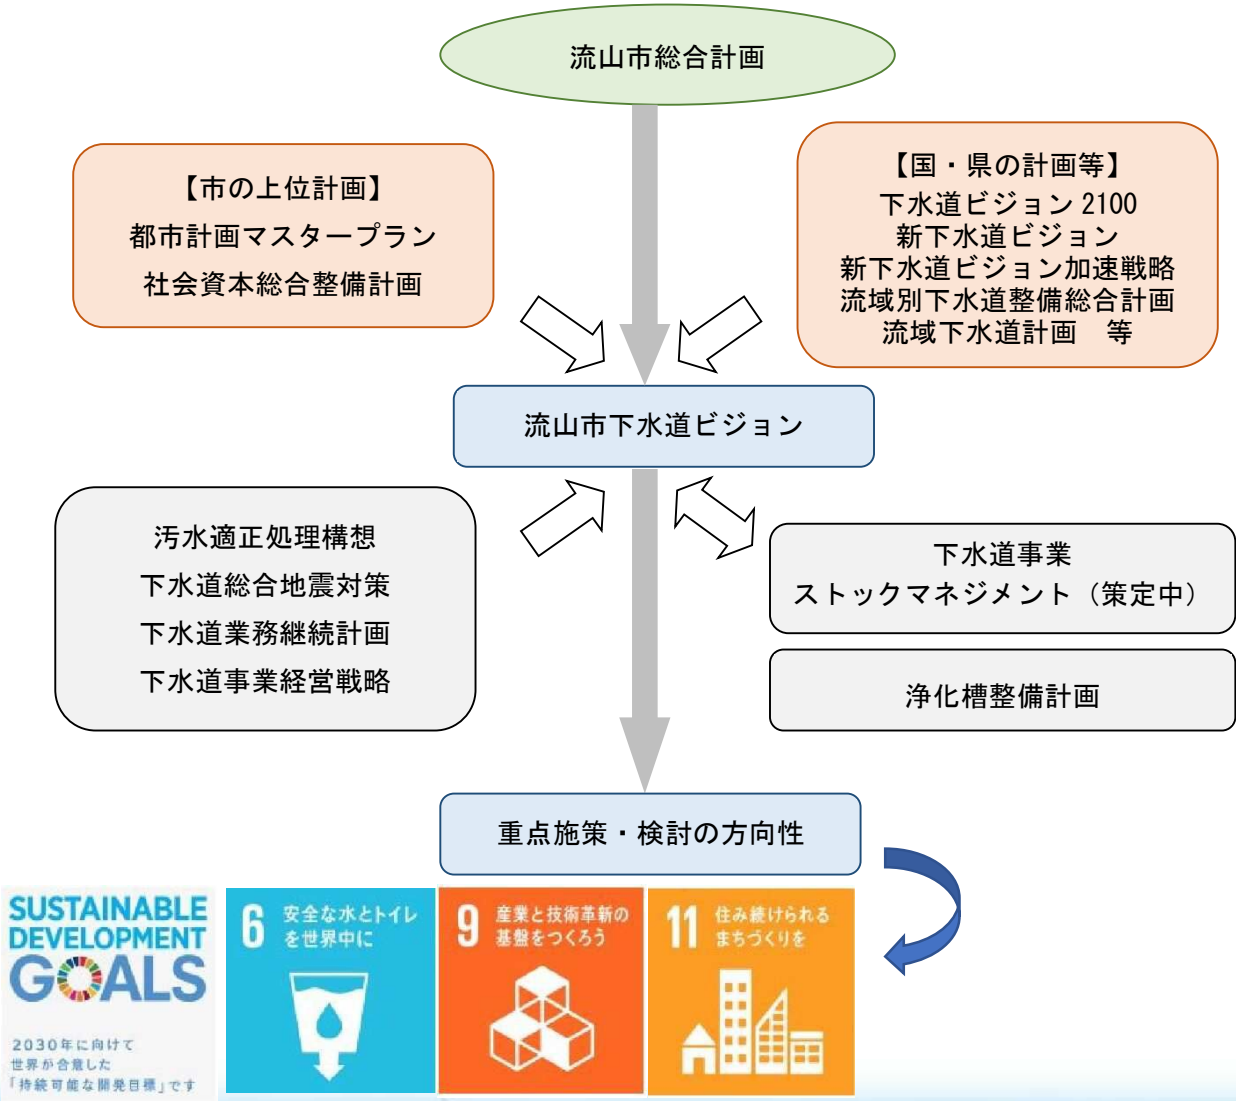 流山市総合計画
【市の上位計画】
都市計画マスタープラン
社会資本総合整備計画
【国・県の計画等】
下水道ビジョン 2100
新下水道ビジョン
新下水道ビジョン加速戦略
流域別下水道整備総合計画
流域下水道計画　等
流山市下水道ビジョン
汚水適正処理構想
下水道総合地震対策
下水道業務継続計画
下水道事業経営戦略
下水道事業
ストックマネジメント（策定中）
浄化槽整備計画
重点施策・検討の方向性
SUSTAINABLE
DEVELOPMENT
GOALS
2030年に向けて
世界が合意した
「持続可能な開発目標」です
6 安全な水とトイレ
を世界中に
9 産業と技術革新の
基盤をつくろう
11 住み続けられる
まちづくりを